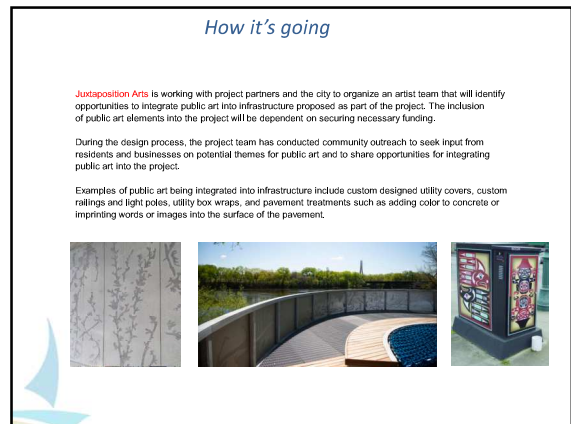 How it's going
Juxtaposition Arts is working with project partners and the city to organize an artist team that will identify
opportunities to integrate public art into infrastructure proposed as part of the project. The inclusion
of public art elements into the project will be dependent on securing necessary funding.
During the design process, the project team has conducted community outreach to seek input from
residents and businesses on potential themes for public art and to share opportunities for integrating
public art into the project.
Examples of public art being integrated into infrastructure include custom designed utility covers, custom
railings and light poles, utility box wraps, and pavement treatments such as adding color to concrete or
imprinting words or images into the surface of the pavement.